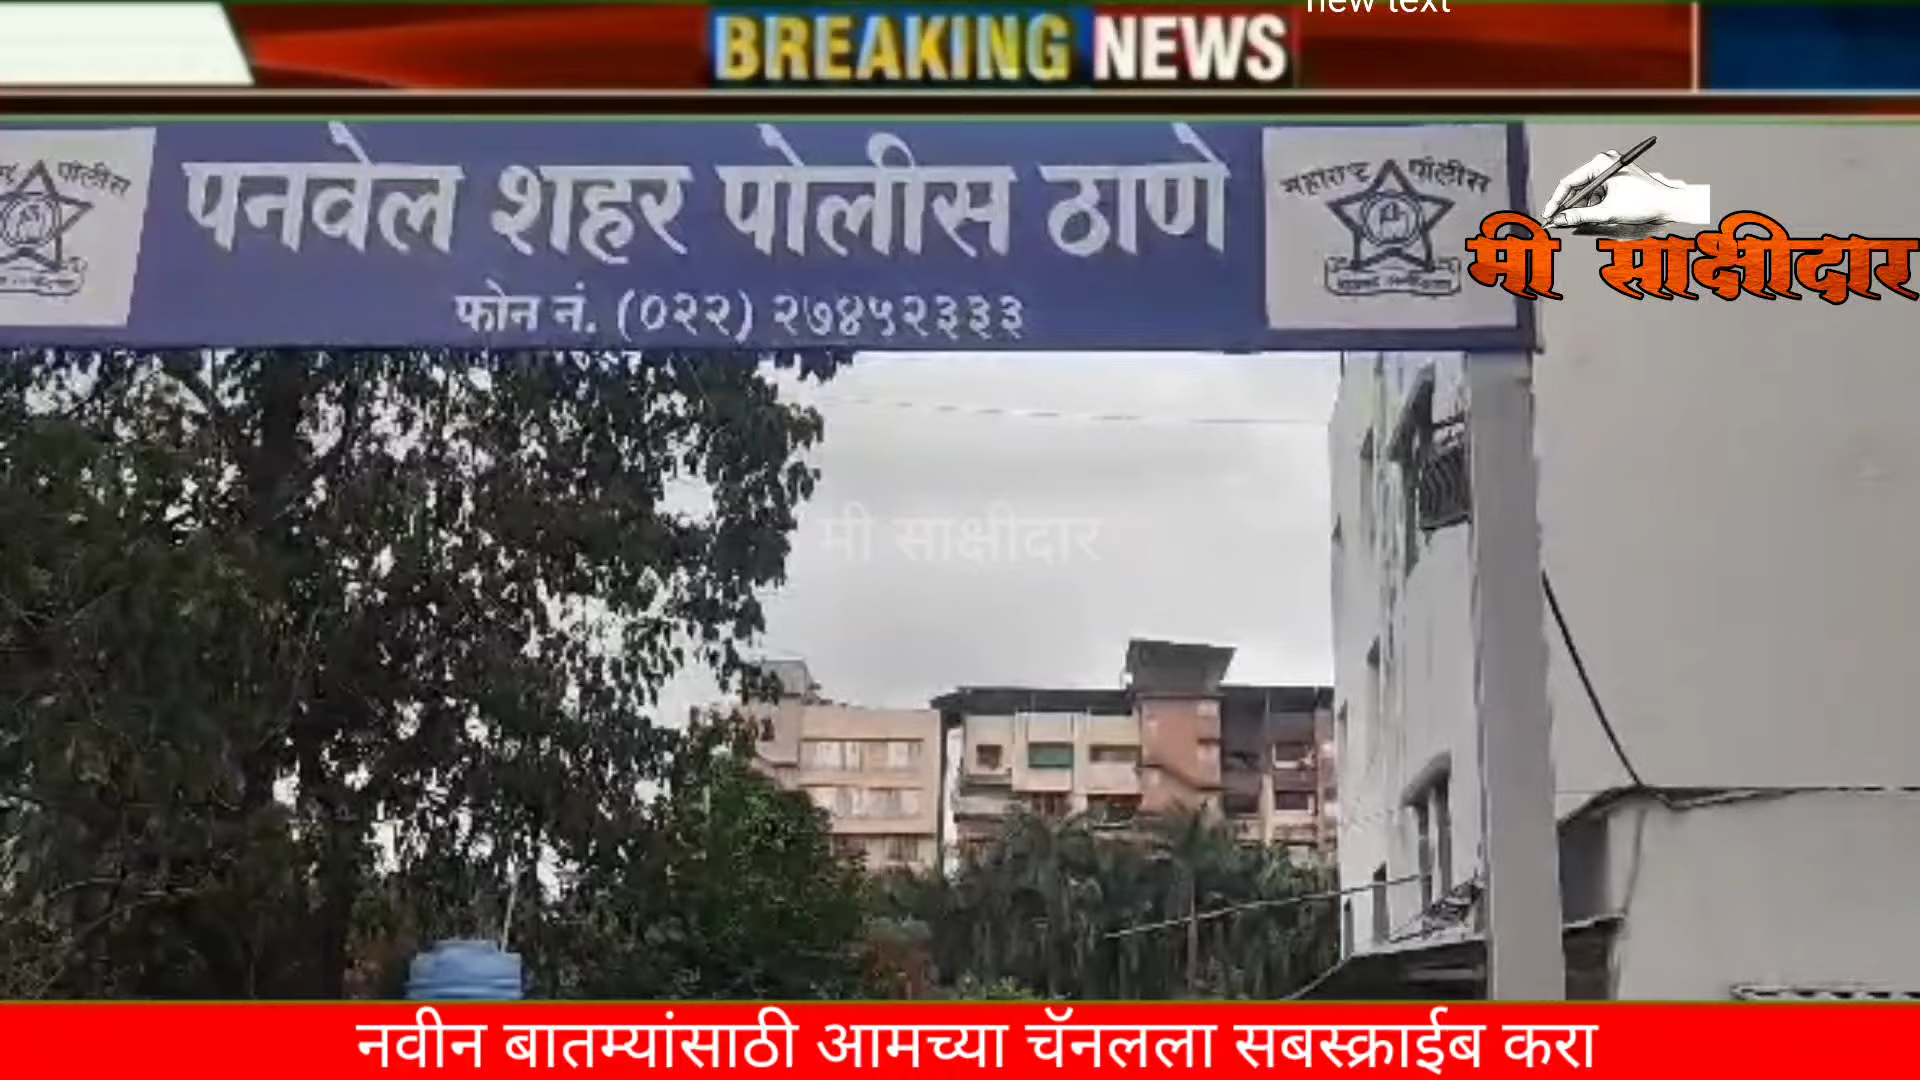 new text
BREAKING NEWS
पोलीस
पनवेल शहर पोलीस ठाणे
महाराष्ट्र पोलीस
फोन नं. (०२२) २७४५२३३३
मी साक्षीदार
मी साक्षीदार
नवीन बातम्यांसाठी आमच्या चॅनलला सबस्क्राईब करा